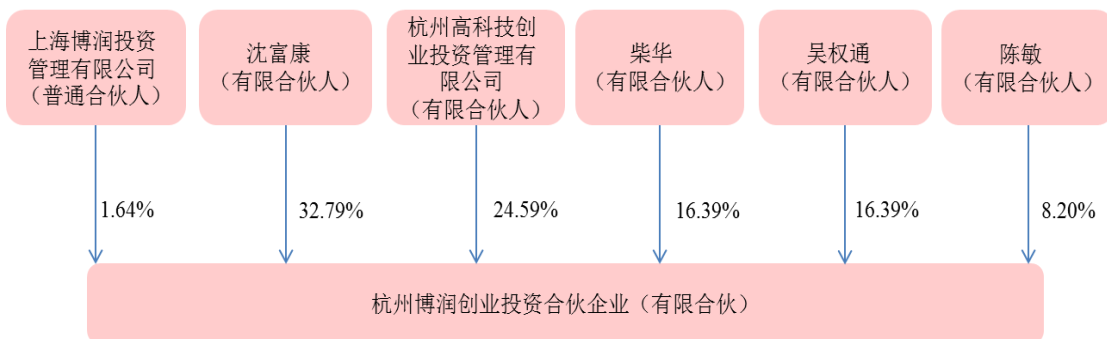 上海博润投资
管理有限公司
（普通合伙人）
沈富康
（有限合伙人）
杭州高科技创
业投资管理有
限公司
（有限合伙人）
柴华
（有限合伙人）
吴权通
（有限合伙人）
陈敏
（有限合伙人）
1.64%
32.79%
24.59%
16.39%
16.39%
8.20%
杭州博润创业投资合伙企业（有限合伙）